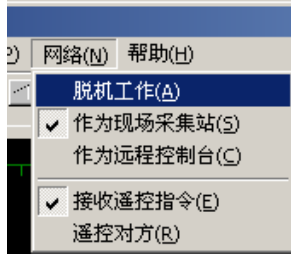 网络(N) 帮助(H)
脱机工作(A)
✔ 作为现场采集站(S)
作为远程控制台(C)
✔ 接收遥控指令(E)
遥控对方(R)